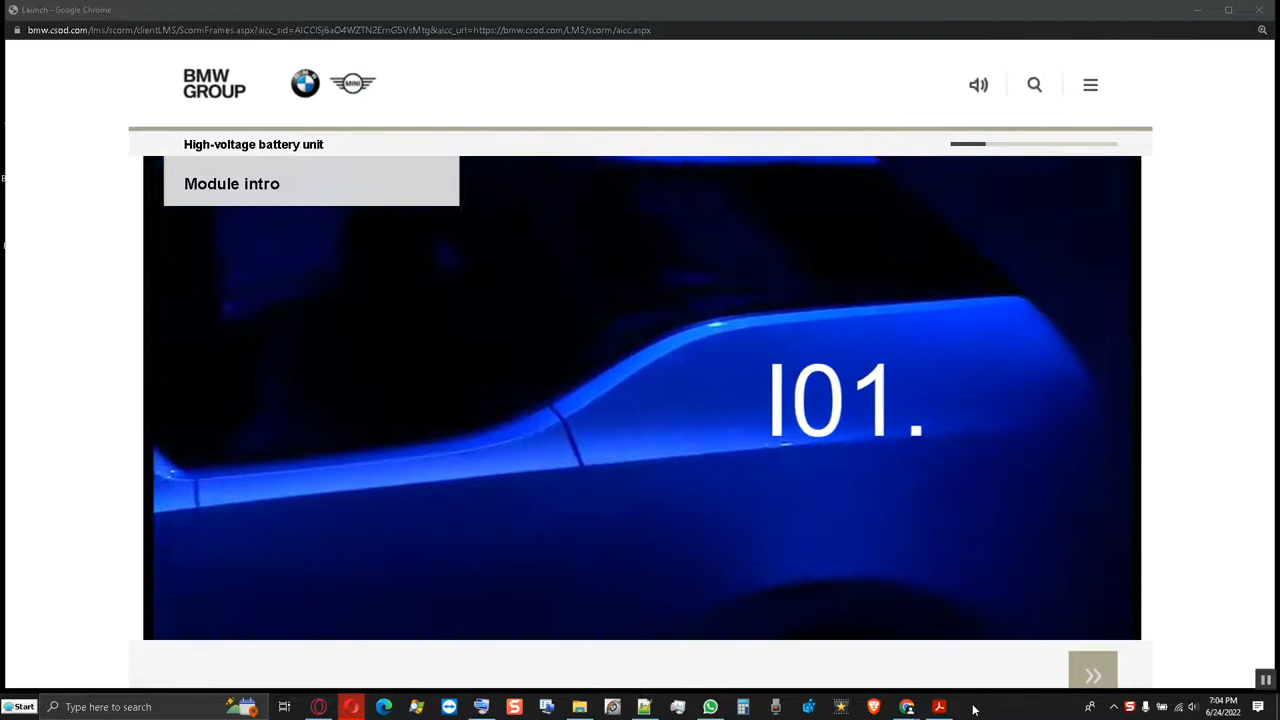 Launch - Google Chrome
bmw.csod.com/lms/scorm/clientLMS/ScormFrames.aspx?aicc_sid=AICCISj6aO4WZTN2ErnG5VsMtg&aicc_url=https://bmw.csod.com/LMS/scorm/aicc.aspx
BMW
GROUP
MINI
High-voltage battery unit
Module intro
I01.
Start
Type here to search
7:04 PM
6/24/2022